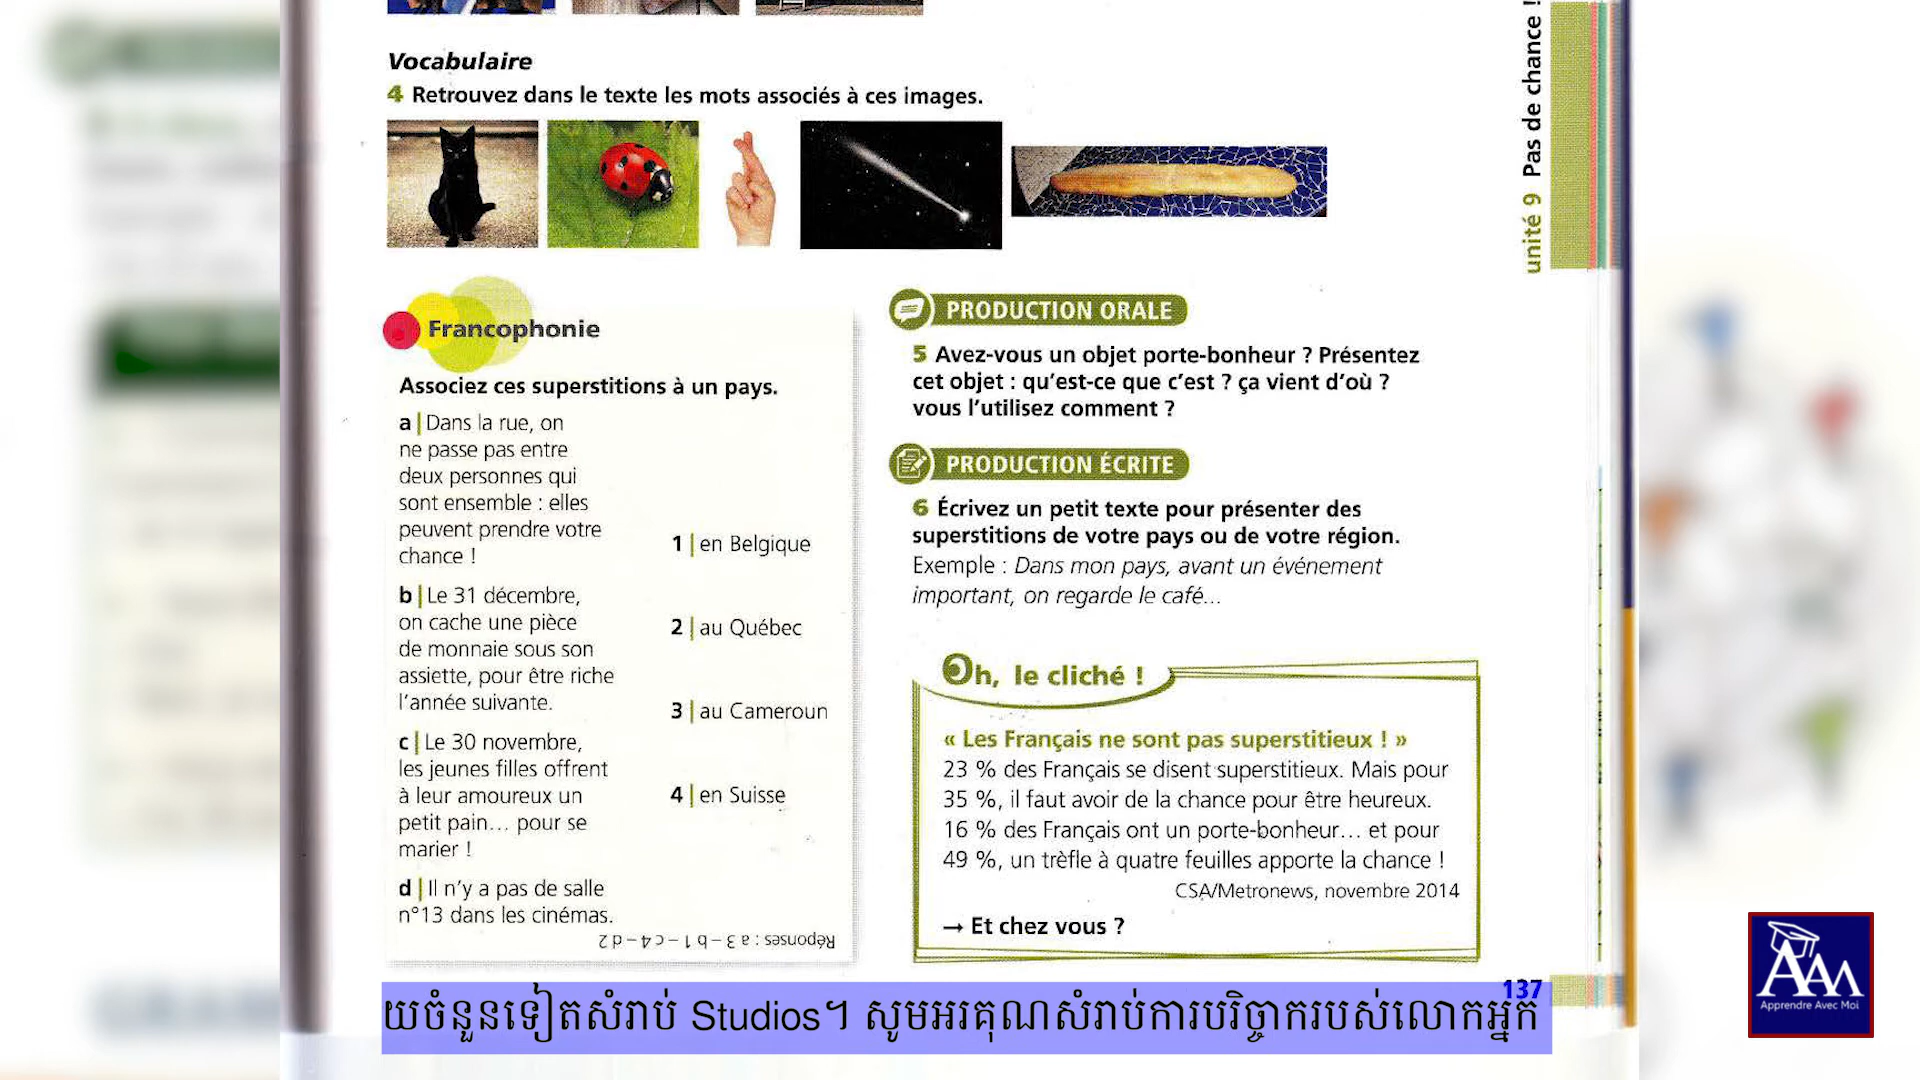 Vocabulaire
4 Retrouvez dans le texte les mots associés à ces images.
unité 9 Pas de chance !
Francophonie
Associez ces superstitions à un pays.
a | Dans la rue, on
ne passe pas entre
deux personnes qui
sont ensemble : elles
peuvent prendre votre
chance !
b | Le 31 décembre,
on cache une pièce
de monnaie sous son
assiette, pour être riche
l'année suivante.
c | Le 30 novembre,
les jeunes filles offrent
à leur amoureux un
petit pain... pour se
marier !
d | Il n'y a pas de salle
n°13 dans les cinémas.
1 | en Belgique
2 | au Québec
3 | au Cameroun
4 | en Suisse
Réponses : a 3 – b 1 – c 4 – d 2
PRODUCTION ORALE
5 Avez-vous un objet porte-bonheur ? Présentez
cet objet : qu'est-ce que c'est ? ça vient d'où ?
vous l'utilisez comment ?
PRODUCTION ÉCRITE
6 Écrivez un petit texte pour présenter des
superstitions de votre pays ou de votre région.
Exemple : Dans mon pays, avant un événement
important, on regarde le café...
Oh, le cliché !
« Les Français ne sont pas superstitieux ! »
23 % des Français se disent superstitieux. Mais pour
35 %, il faut avoir de la chance pour être heureux.
16 % des Français ont un porte-bonheur... et pour
49 %, un trèfle à quatre feuilles apporte la chance !
CSA/Metronews, novembre 2014
→ Et chez vous ?
137
យចំនួនទៀតសំរាប់ Studios។ សូមអរគុណសំរាប់ការបរិច្ចាករបស់លោកអ្នក
AAM
Apprendre Avec Moi